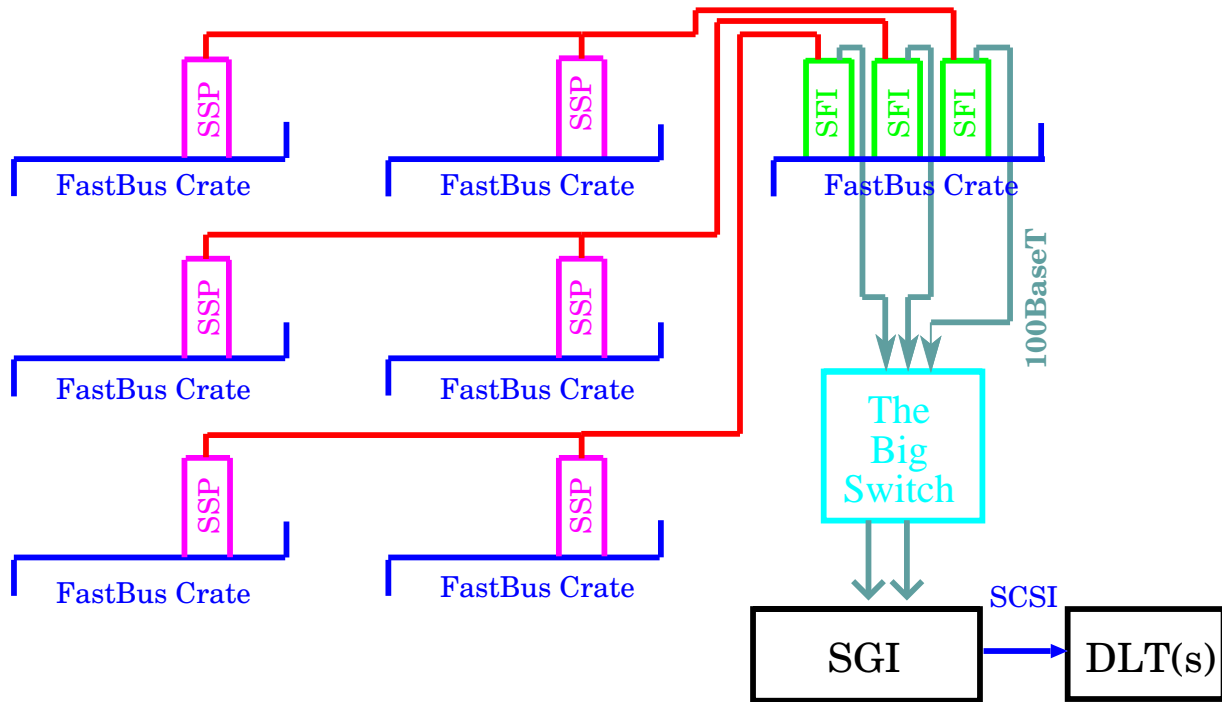 SSP
SSP
SFI
SFI
SFI
FastBus Crate
FastBus Crate
FastBus Crate
100BaseT
SSP
SSP
FastBus Crate
FastBus Crate
The
Big
Switch
SSP
SSP
FastBus Crate
FastBus Crate
SCSI
SGI
DLT(s)